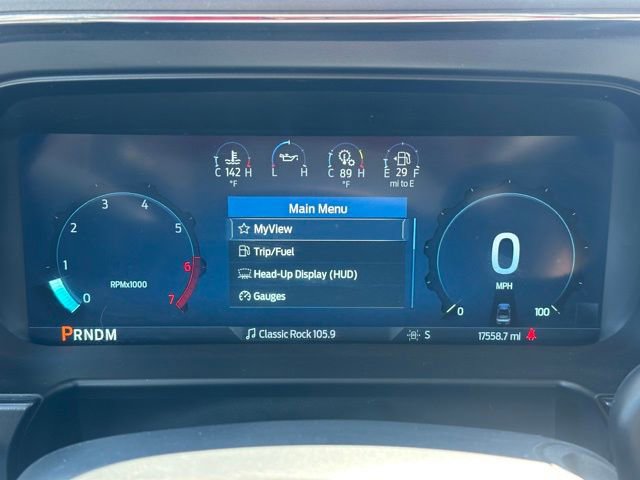 C 142 H
°F
L H
C 89 H
°F
E 29 F
mi to E
Main Menu
MyView
Trip/Fuel
Head-Up Display (HUD)
Gauges
0 1 2 3 4 5 6 7
RPMx1000
0
MPH
0 100
PRNDM
Classic Rock 105.9
S
17558.7 mi